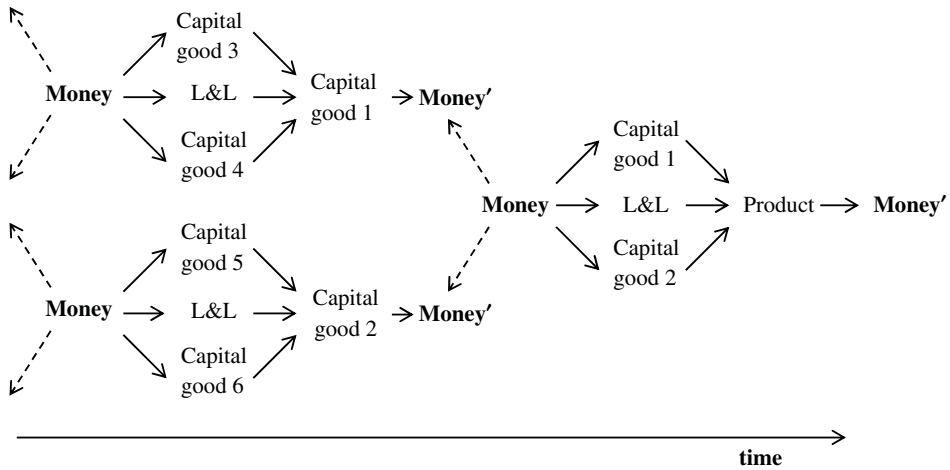 Capital
good 3
Money
L&L
Capital
good 1
Money′
Capital
good 4
Capital
good 1
Money
L&L
Product
Money′
Capital
good 2
Capital
good 5
Money
L&L
Capital
good 2
Money′
Capital
good 6
time